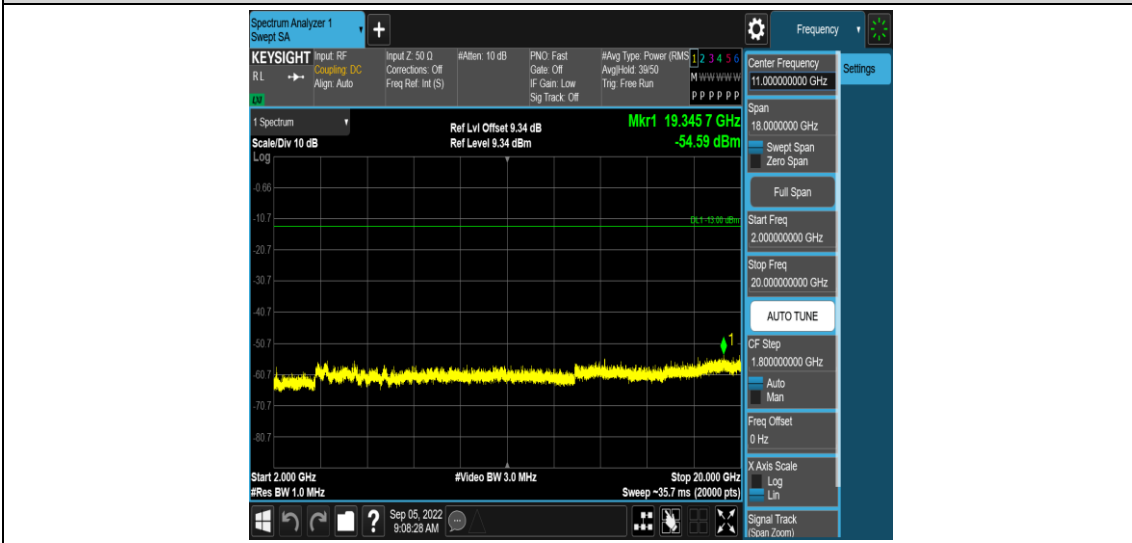 Spectrum Analyzer 1
Swept SA
+
Frequency
KEYSIGHT
RL
LXI
Input: RF
Coupling: DC
Align: Auto
Input Z: 50 Ω
Corrections: Off
Freq Ref: Int (S)
#Atten: 10 dB
PNO: Fast
Gate: Off
IF Gain: Low
Sig Track: Off
#Avg Type: Power (RMS
Avg|Hold: 39/50
Trig: Free Run
1 2 3 4 5 6
M W W W W W
P P P P P P
1 Spectrum
Scale/Div 10 dB
Log
Ref Lvl Offset 9.34 dB
Ref Level 9.34 dBm
Mkr1 19.345 7 GHz
-54.59 dBm
-0.66
-10.7
DL1 -13.00 dBm
-20.7
-30.7
-40.7
-50.7
1
-60.7
-70.7
-80.7
Start 2.000 GHz
#Res BW 1.0 MHz
#Video BW 3.0 MHz
Stop 20.000 GHz
Sweep ~35.7 ms (20000 pts)
Sep 05, 2022
9:08:28 AM
?
Center Frequency
11.000000000 GHz
Settings
Span
18.0000000 GHz
Swept Span
Zero Span
Full Span
Start Freq
2.000000000 GHz
Stop Freq
20.000000000 GHz
AUTO TUNE
CF Step
1.800000000 GHz
Auto
Man
Freq Offset
0 Hz
X Axis Scale
Log
Lin
Signal Track
(Span Zoom)